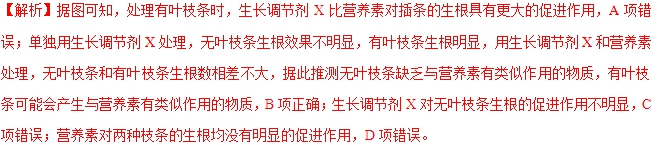 【解析】据图可知，处理有叶枝条时，生长调节剂 X 比营养素对插条的生根具有更大的促进作用，A 项错
误；单独用生长调节剂 X 处理，无叶枝条生根效果不明显，有叶枝条生根明显，用生长调节剂 X 和营养素
处理，无叶枝条和有叶枝条生根数相差不大，据此推测无叶枝条缺乏与营养素有类似作用的物质，有叶枝
条可能会产生与营养素有类似作用的物质，B 项正确；生长调节剂 X 对无叶枝条生根的促进作用不明显，C
项错误；营养素对两种枝条的生根均没有明显的促进作用，D 项错误。